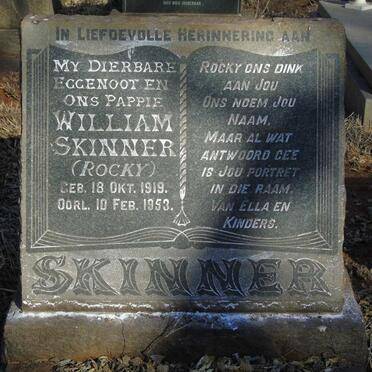 In Liefdevolle Herinnering aan
My Dierbare
Eggenoot en
Ons Pappie
William
Skinner
(Rocky)
Geb. 18 Okt. 1919.
Oorl. 10 Feb. 1953.
Rocky ons dink
aan Jou
Ons noem Jou
Naam,
Maar al wat
antwoord gee
is Jou portret
in die raam.
Van Ella en
Kinders.
SKINNER